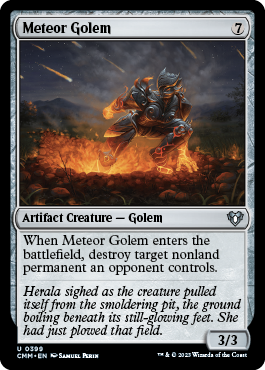 Meteor Golem 7
Artifact Creature — Golem
When Meteor Golem enters the
battlefield, destroy target nonland
permanent an opponent controls.
Herala sighed as the creature pulled
itself from the smoldering pit, the ground
boiling beneath its still-glowing feet. She
had just plowed that field.
3/3
U 0399
CMM • EN Samuel Perin
™ & © 2023 Wizards of the Coast